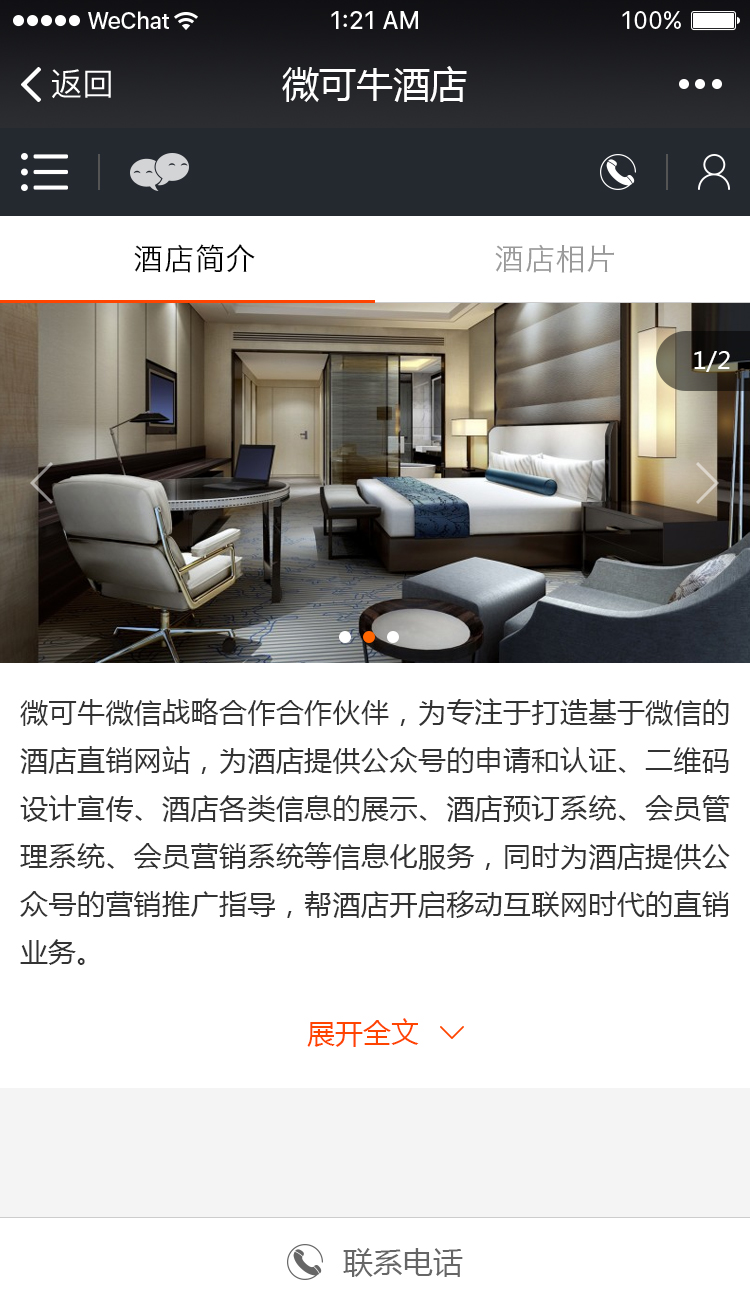 WeChat 1:21 AM 100%
返回 微可牛酒店
酒店简介 酒店相片
1/2
微可牛微信战略合作合作伙伴，为专注于打造基于微信的
酒店直销网站，为酒店提供公众号的申请和认证、二维码
设计宣传、酒店各类信息的展示、酒店预订系统、会员管
理系统、会员营销系统等信息化服务，同时为酒店提供公
众号的营销推广指导，帮酒店开启移动互联网时代的直销
业务。
展开全文
联系电话